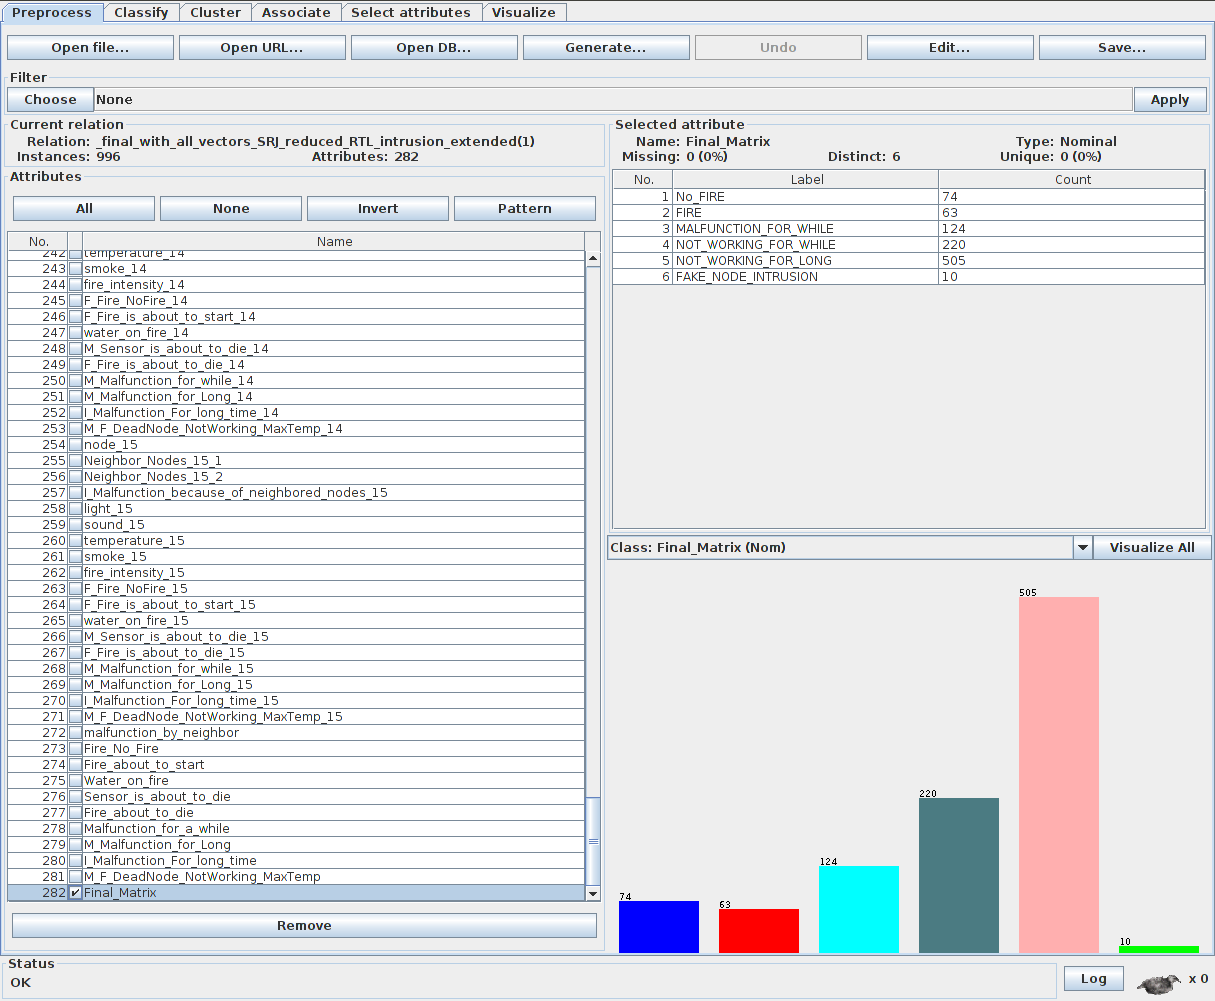 Preprocess Classify Cluster Associate Select attributes Visualize
Open file... Open URL... Open DB... Generate... Undo Edit... Save...
Filter
Choose None Apply
Current relation
Relation: _final_with_all_vectors_SRJ_reduced_RTL_intrusion_extended(1)
Instances: 996 Attributes: 282
Attributes
All None Invert Pattern
No. Name
242 temperature_14
243 smoke_14
244 fire_intensity_14
245 F_Fire_NoFire_14
246 F_Fire_is_about_to_start_14
247 water_on_fire_14
248 M_Sensor_is_about_to_die_14
249 F_Fire_is_about_to_die_14
250 M_Malfunction_for_while_14
251 M_Malfunction_for_Long_14
252 I_Malfunction_For_long_time_14
253 M_F_DeadNode_NotWorking_MaxTemp_14
254 node_15
255 Neighbor_Nodes_15_1
256 Neighbor_Nodes_15_2
257 I_Malfunction_because_of_neighbored_nodes_15
258 light_15
259 sound_15
260 temperature_15
261 smoke_15
262 fire_intensity_15
263 F_Fire_NoFire_15
264 F_Fire_is_about_to_start_15
265 water_on_fire_15
266 M_Sensor_is_about_to_die_15
267 F_Fire_is_about_to_die_15
268 M_Malfunction_for_while_15
269 M_Malfunction_for_Long_15
270 I_Malfunction_For_long_time_15
271 M_F_DeadNode_NotWorking_MaxTemp_15
272 malfunction_by_neighbor
273 Fire_No_Fire
274 Fire_about_to_start
275 Water_on_fire
276 Sensor_is_about_to_die
277 Fire_about_to_die
278 Malfunction_for_a_while
279 M_Malfunction_for_Long
280 I_Malfunction_For_long_time
281 M_F_DeadNode_NotWorking_MaxTemp
282 Final_Matrix
Remove
Selected attribute
Name: Final_Matrix Type: Nominal
Missing: 0 (0%) Distinct: 6 Unique: 0 (0%)
No. Label Count
1 No_FIRE 74
2 FIRE 63
3 MALFUNCTION_FOR_WHILE 124
4 NOT_WORKING_FOR_WHILE 220
5 NOT_WORKING_FOR_LONG 505
6 FAKE_NODE_INTRUSION 10
Class: Final_Matrix (Nom) Visualize All
505
220
124
74
63
10
Status
OK
Log x 0